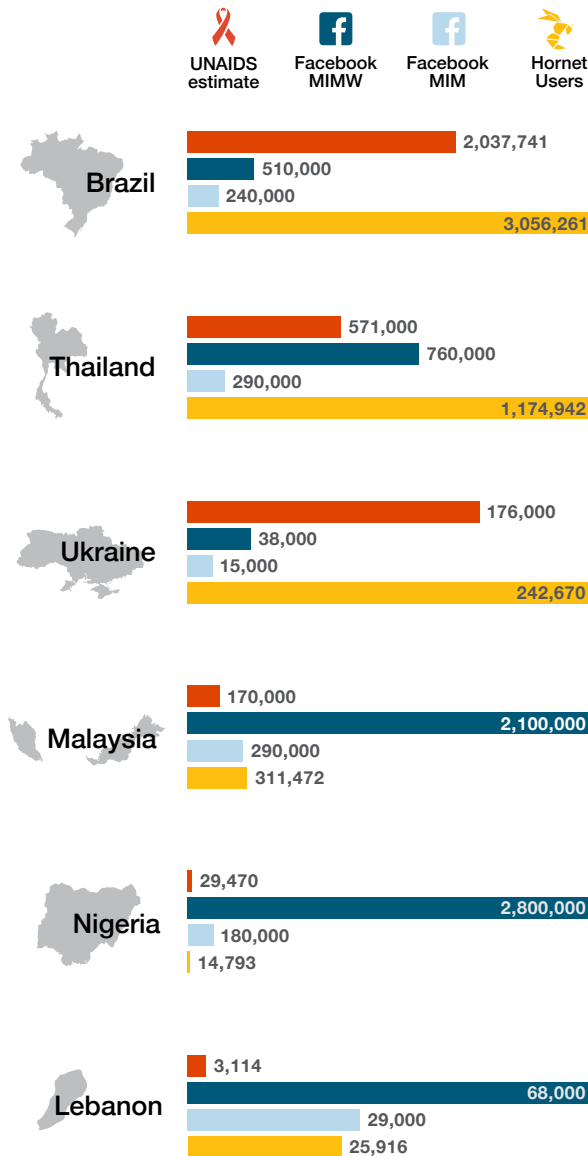 UNAIDS
estimate
Facebook
MIMW
Facebook
MIM
Hornet
Users
Brazil
2,037,741
510,000
240,000
3,056,261
Thailand
571,000
760,000
290,000
1,174,942
Ukraine
176,000
38,000
15,000
242,670
Malaysia
170,000
2,100,000
290,000
311,472
Nigeria
29,470
2,800,000
180,000
14,793
Lebanon
3,114
68,000
29,000
25,916